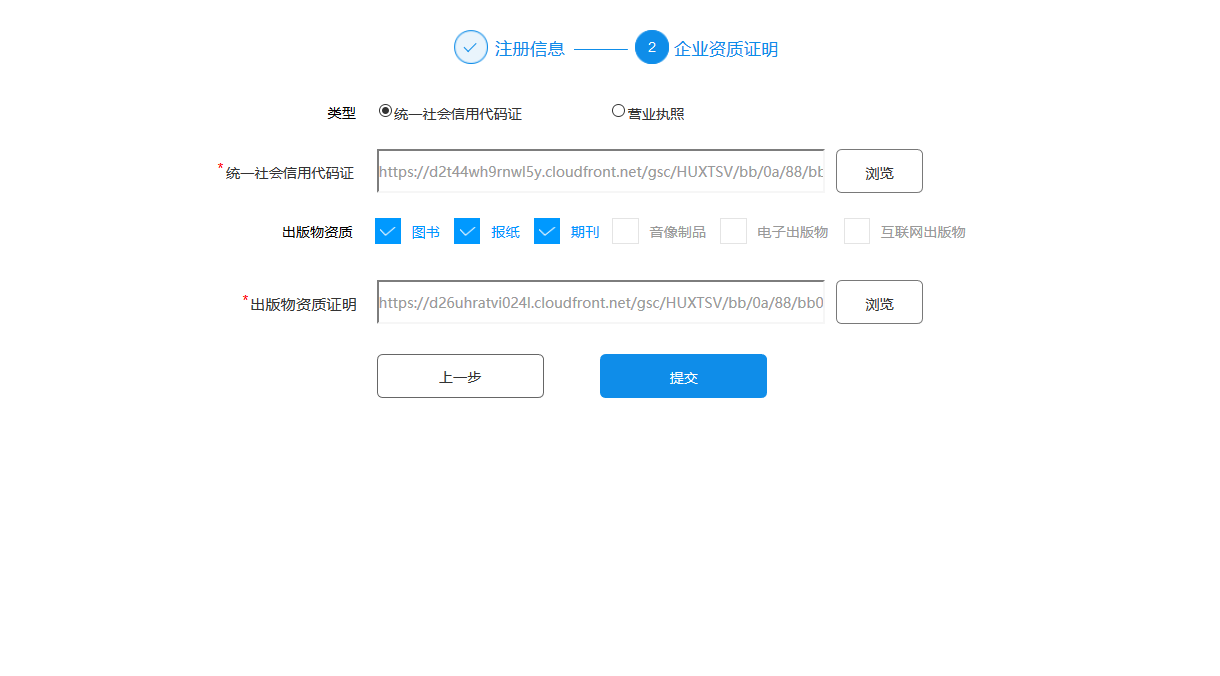 注册信息 2 企业资质证明
类型 统一社会信用代码证 营业执照
*统一社会信用代码证 https://d2t44wh9rnwl5y.cloudfront.net/gsc/HUXTSV/bb/0a/88/bb 浏览
出版物资质 图书 报纸 期刊 音像制品 电子出版物 互联网出版物
*出版物资质证明 https://d26uhratvi024l.cloudfront.net/gsc/HUXTSV/bb/0a/88/bb0 浏览
上一步 提交